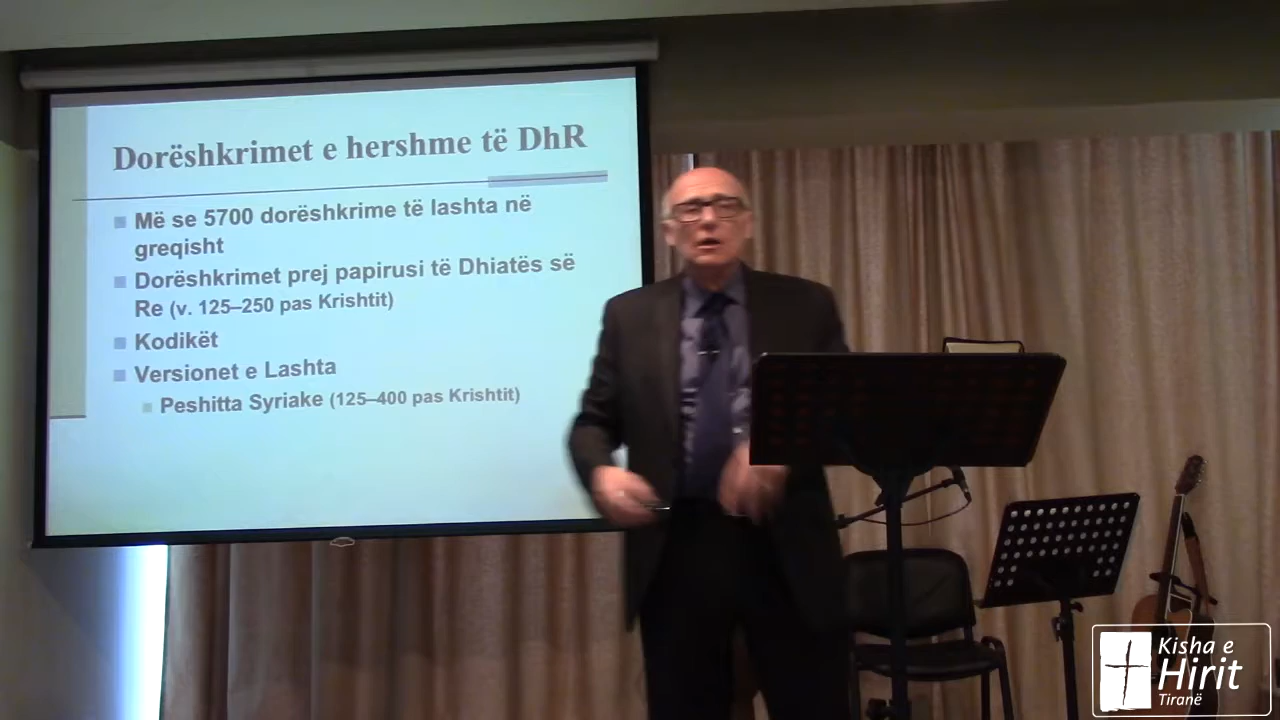 Dorëshkrimet e hershme të DhR
Më se 5700 dorëshkrime të lashta në
greqisht
Dorëshkrimet prej papirusi të Dhiatës së
Re (v. 125–250 pas Krishtit)
Kodikët
Versionet e Lashta
Peshitta Syriake (125–400 pas Krishtit)
Kisha e
Hirit
Tiranë